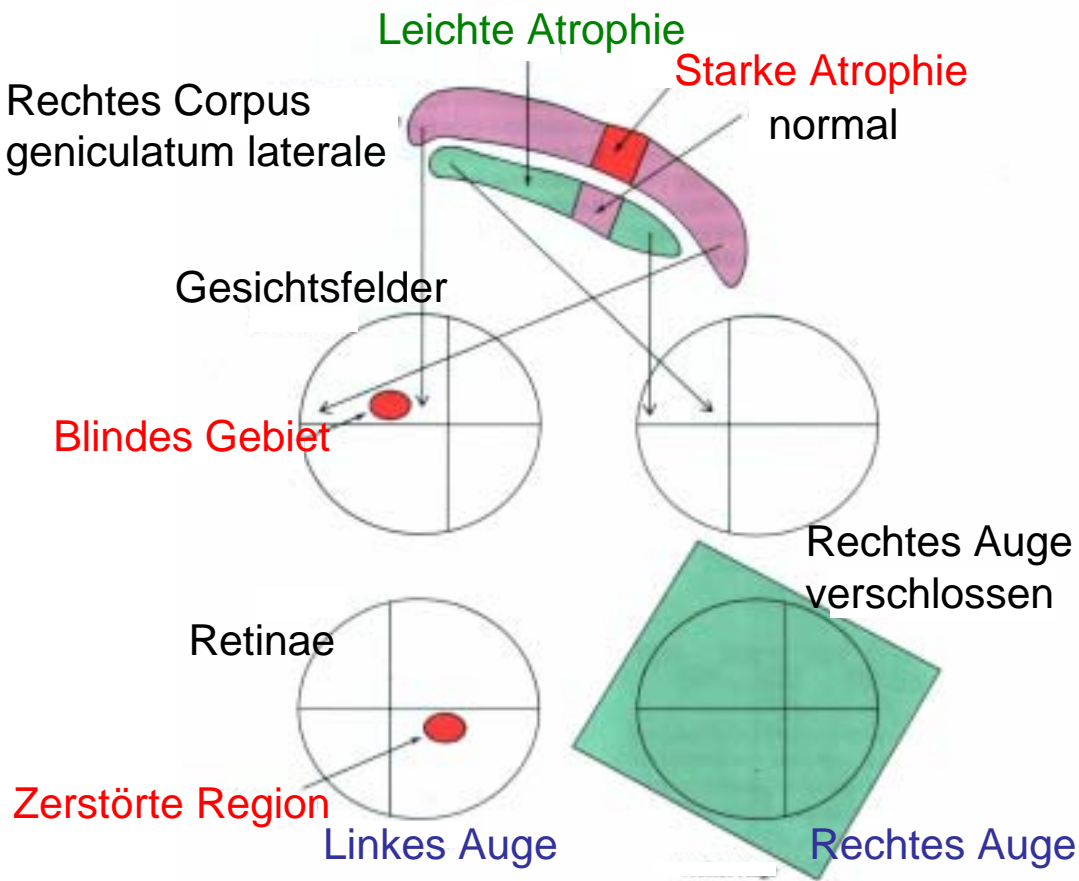 Leichte Atrophie
Starke Atrophie
normal
Rechtes Corpus
geniculatum laterale
Gesichtsfelder
Blindes Gebiet
Rechtes Auge
verschlossen
Retinae
Zerstörte Region
Linkes Auge
Rechtes Auge